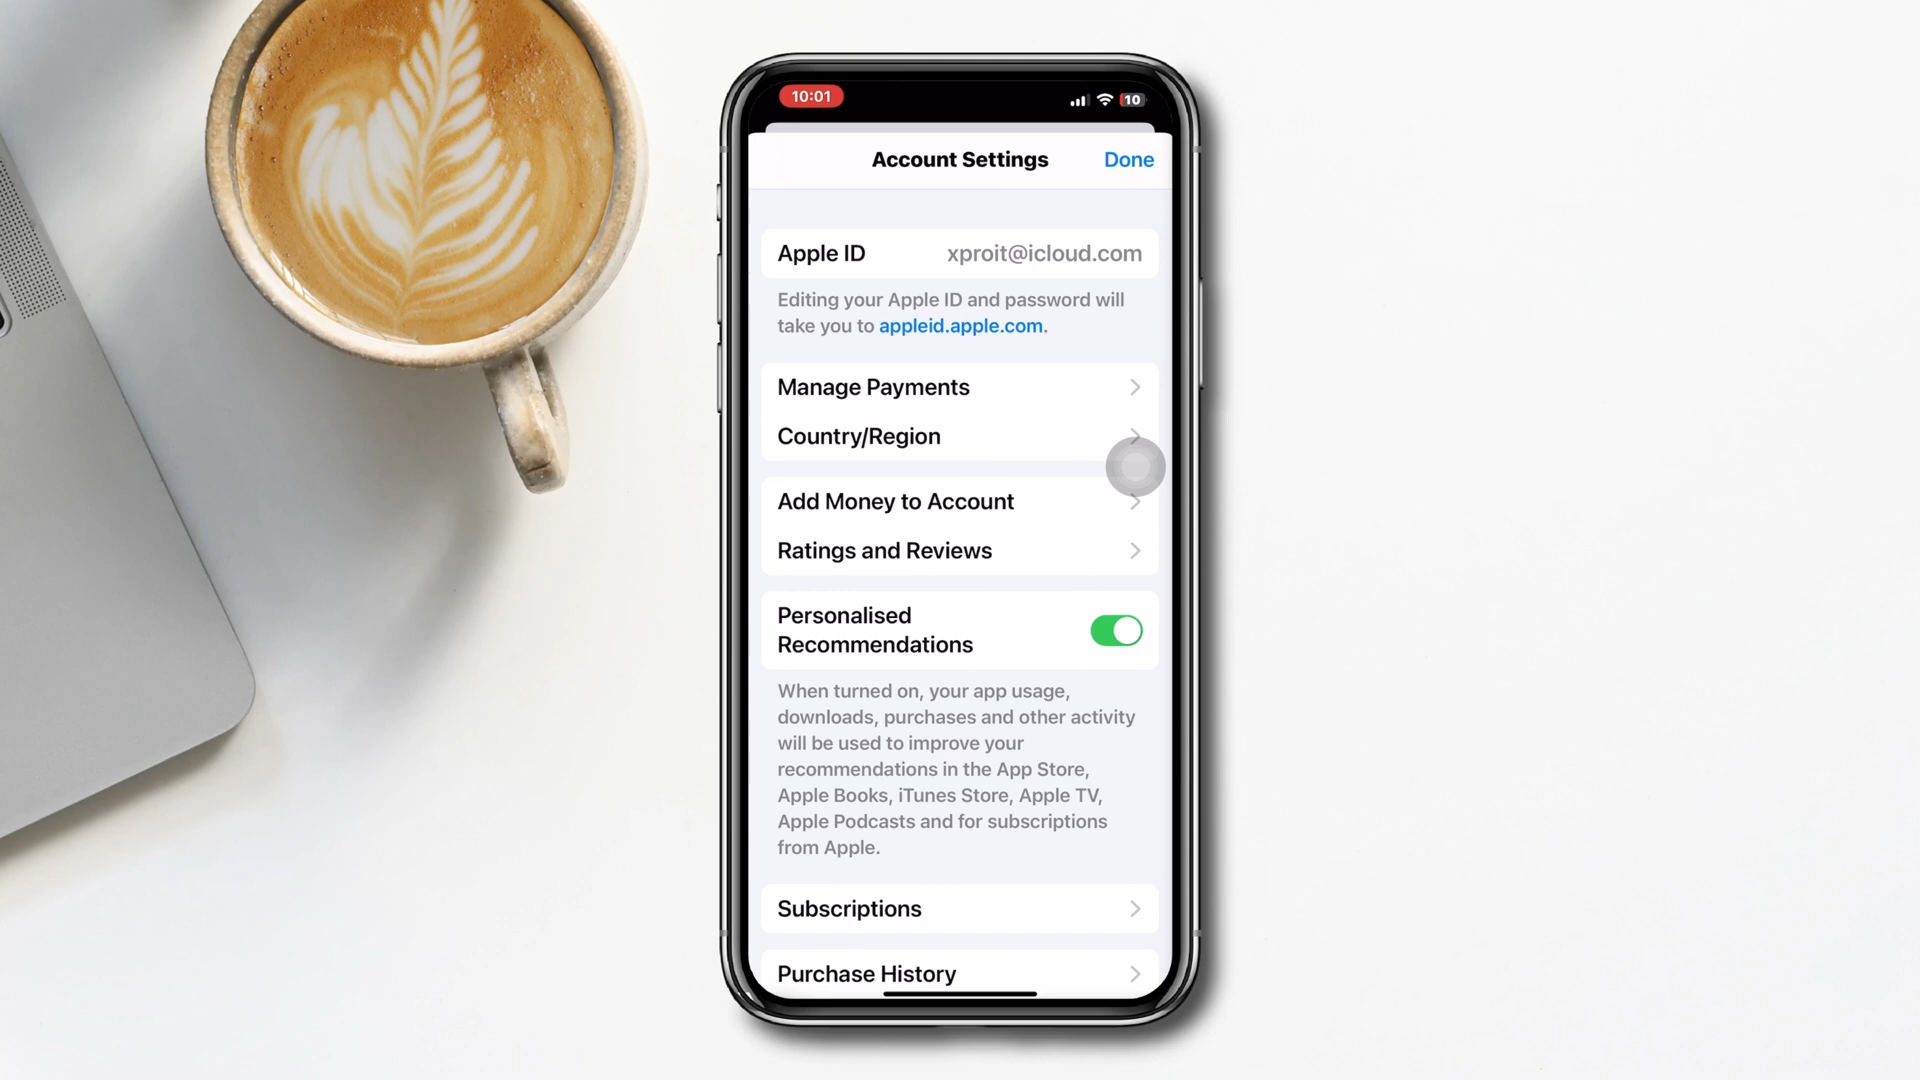 10:01
10
Account Settings
Done
Apple ID
xproit@icloud.com
Editing your Apple ID and password will
take you to appleid.apple.com.
Manage Payments
Country/Region
Add Money to Account
Ratings and Reviews
Personalised
Recommendations
When turned on, your app usage,
downloads, purchases and other activity
will be used to improve your
recommendations in the App Store,
Apple Books, iTunes Store, Apple TV,
Apple Podcasts and for subscriptions
from Apple.
Subscriptions
Purchase History